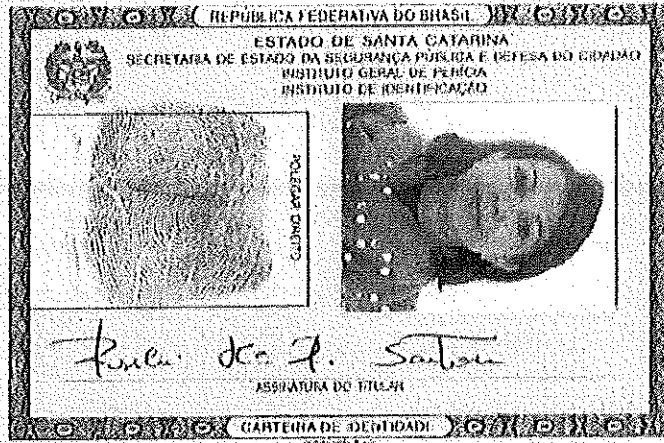 REPÚBLICA FEDERATIVA DO BRASIL
ESTADO DE SANTA CATARINA
SECRETARIA DE ESTADO DA SEGURANÇA PÚBLICA E DEFESA DO CIDADÃO
INSTITUTO GERAL DE PERÍCIA
INSTITUTO DE IDENTIFICAÇÃO
POLEGAR DIREITO
ASSINATURA DO TITULAR
CARTEIRA DE IDENTIDADE